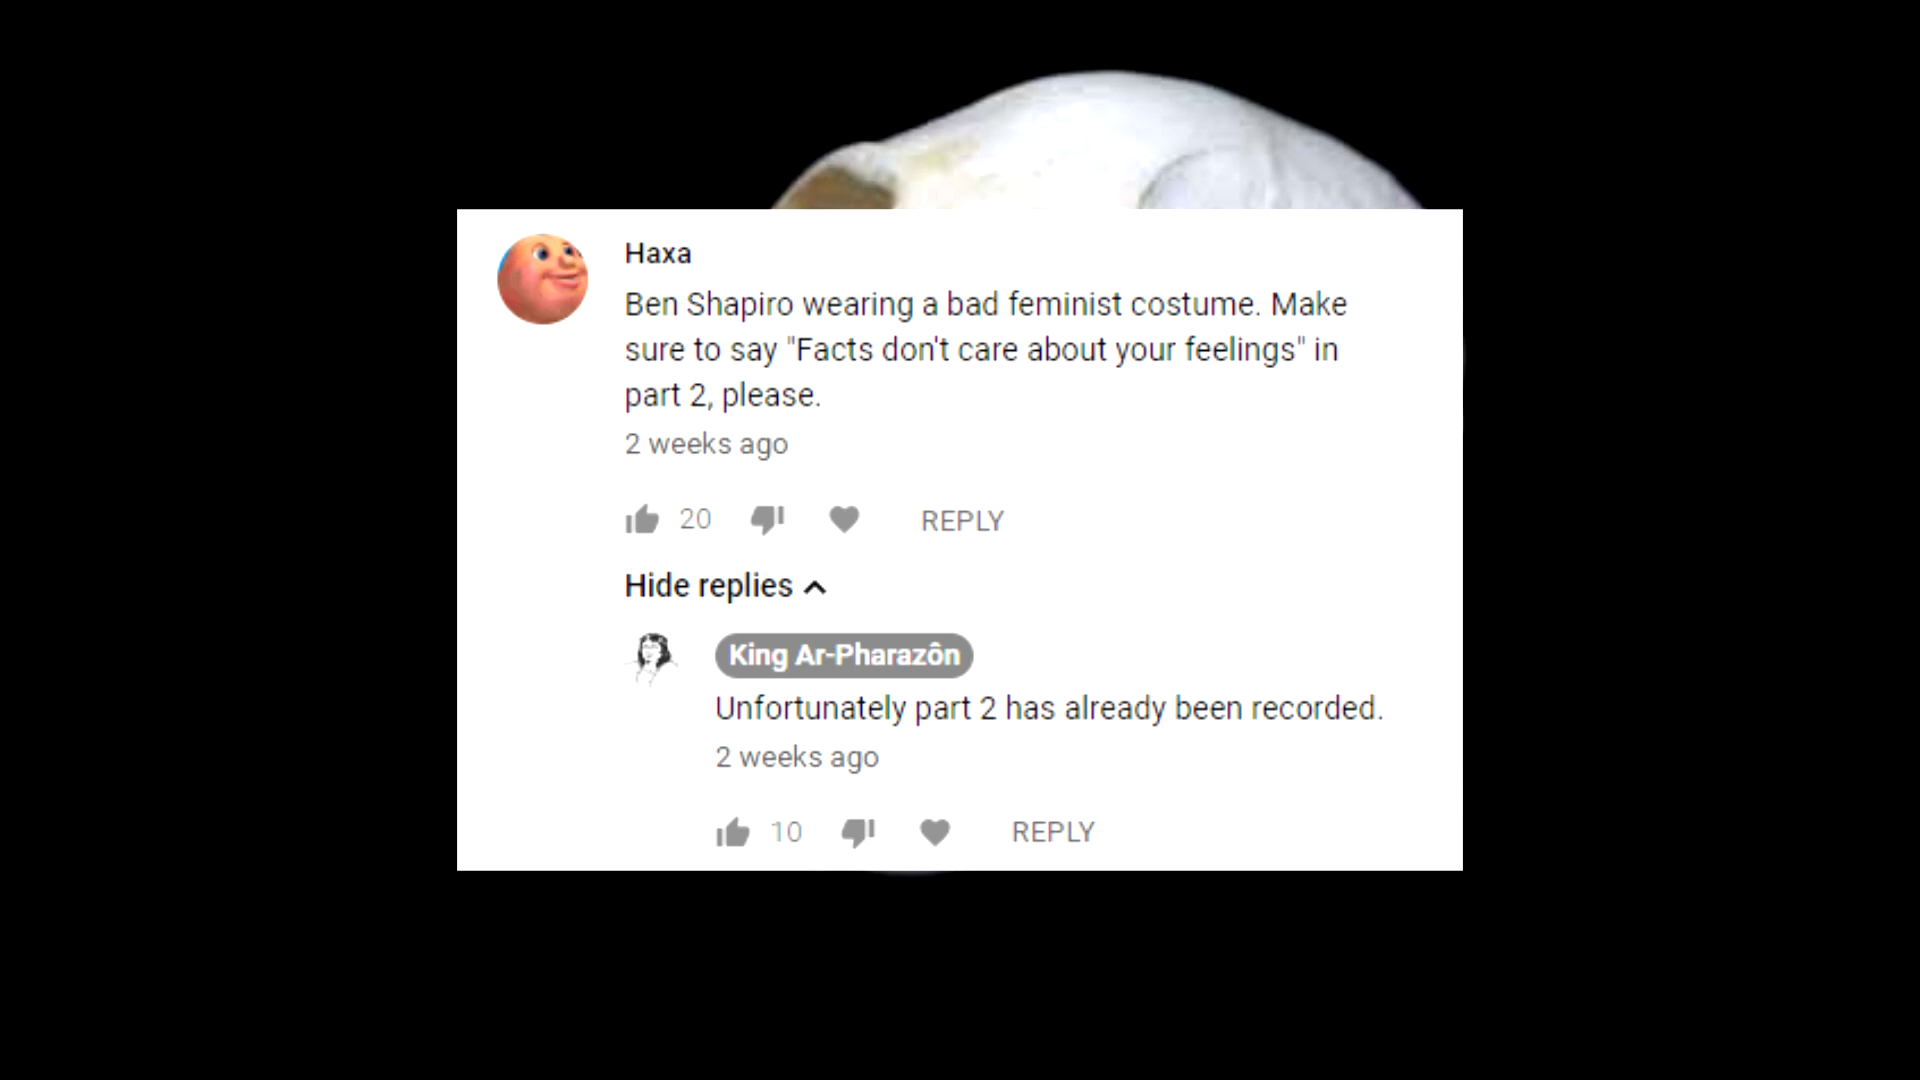 Haxa
Ben Shapiro wearing a bad feminist costume. Make
sure to say "Facts don't care about your feelings" in
part 2, please.
2 weeks ago
20 REPLY
Hide replies
King Ar-Pharazôn
Unfortunately part 2 has already been recorded.
2 weeks ago
10 REPLY